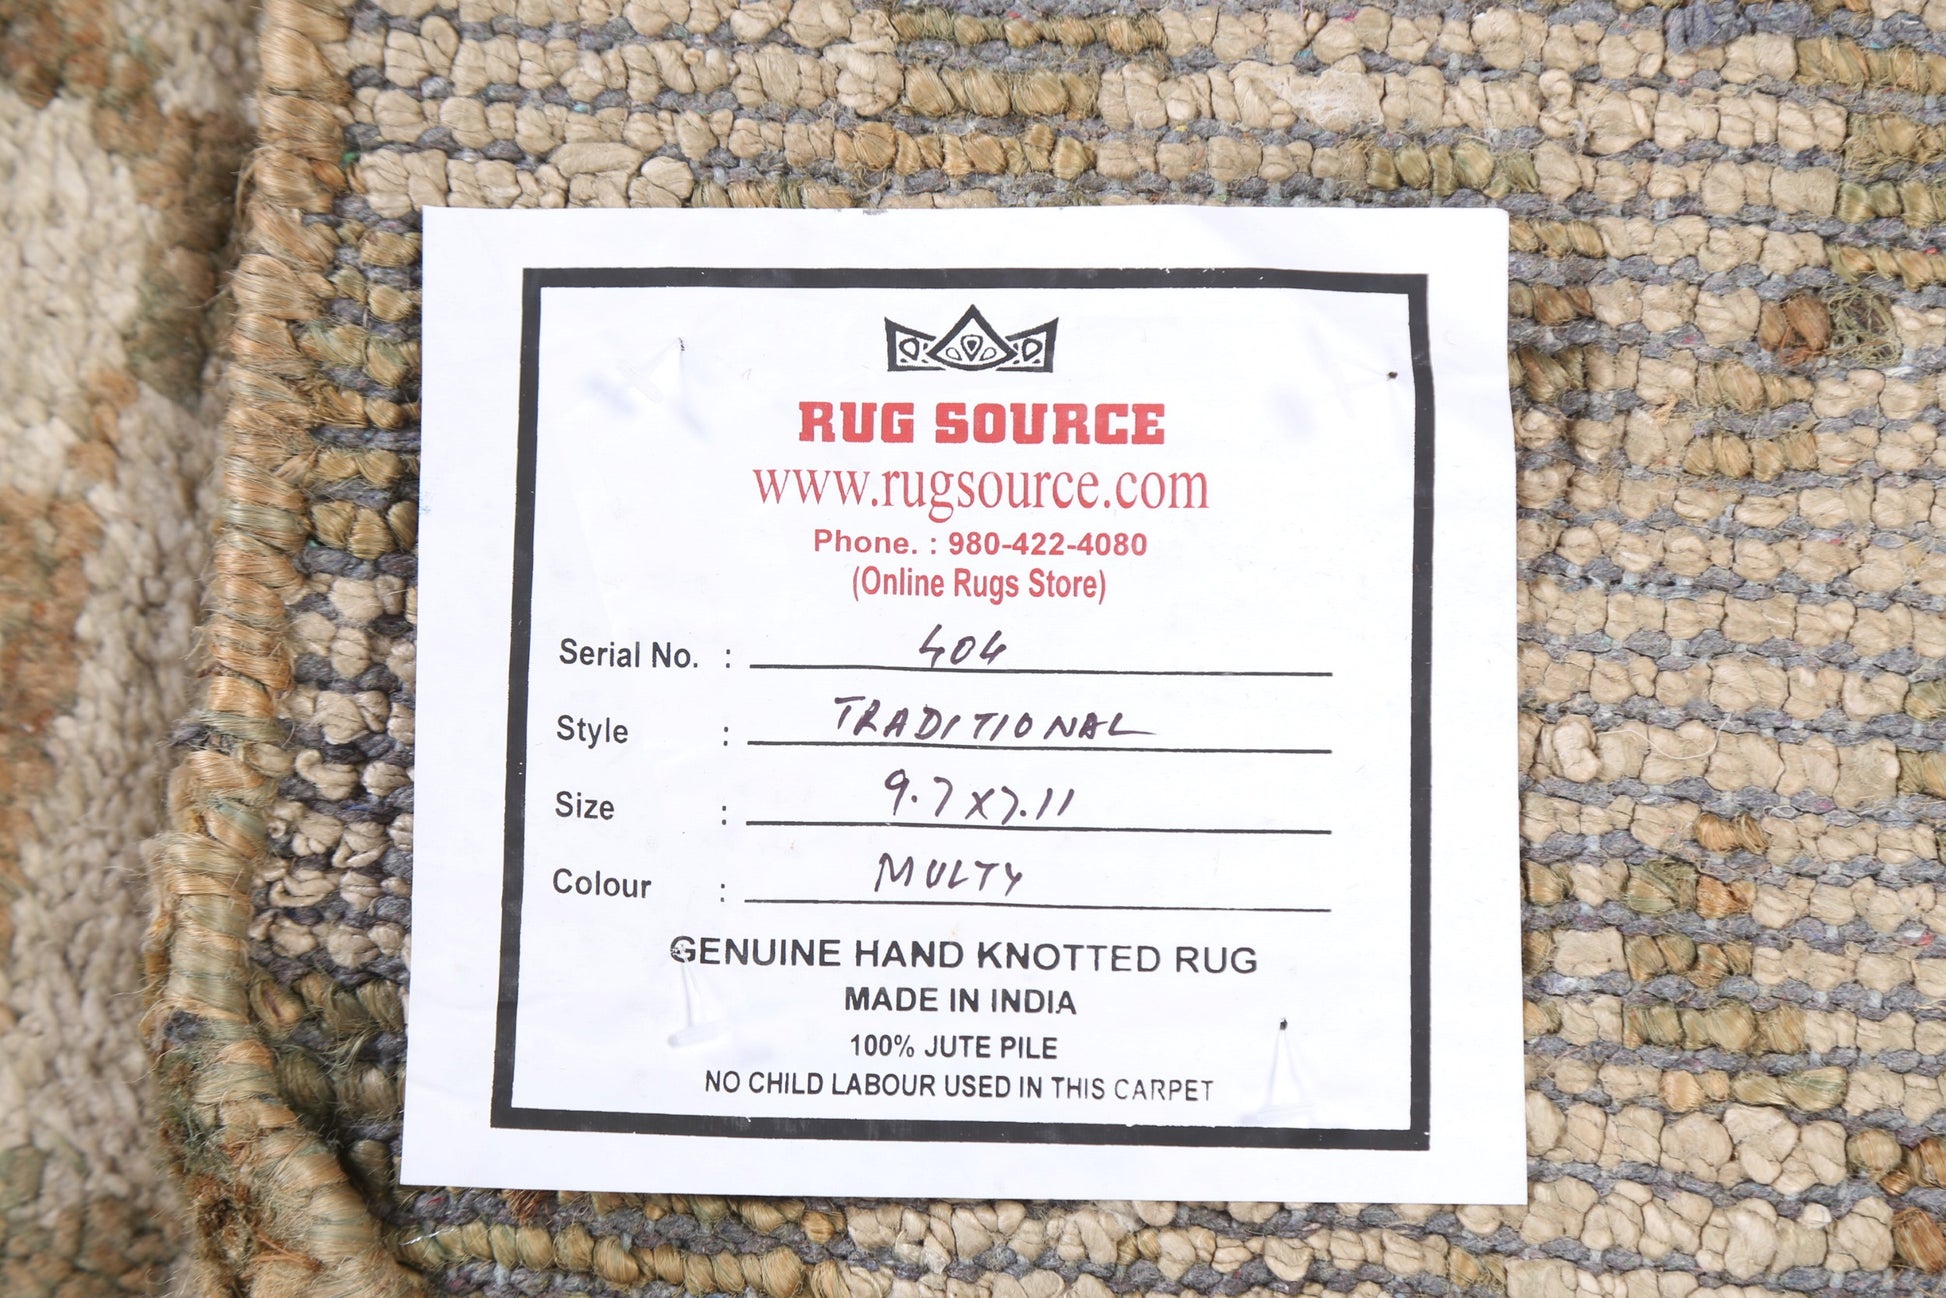 RUG SOURCE
www.rugsource.com
Phone. : 980-422-4080
(Online Rugs Store)
Serial No. : 404
Style : TRADITIONAL
Size : 9.7x7.11
Colour : MULTY
GENUINE HAND KNOTTED RUG
MADE IN INDIA
100% JUTE PILE
NO CHILD LABOUR USED IN THIS CARPET